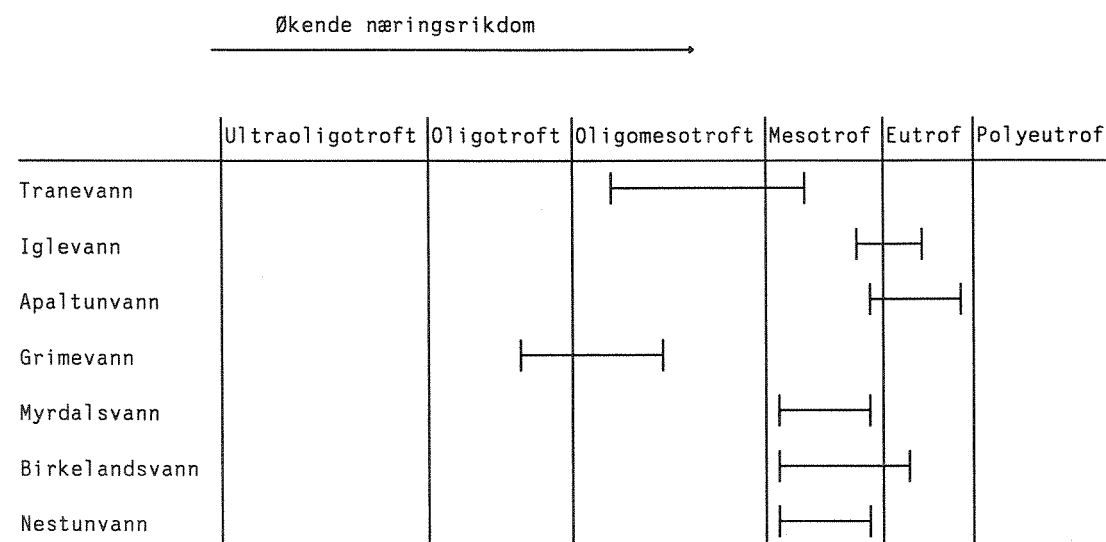 Økende næringsrikdom
Ultraoligotroft Oligotroft Oligomesotroft Mesotrof Eutrof Polyeutrof
Tranevann
Iglevann
Apaltunvann
Grimevann
Myrdalsvann
Birkelandsvann
Nestunvann